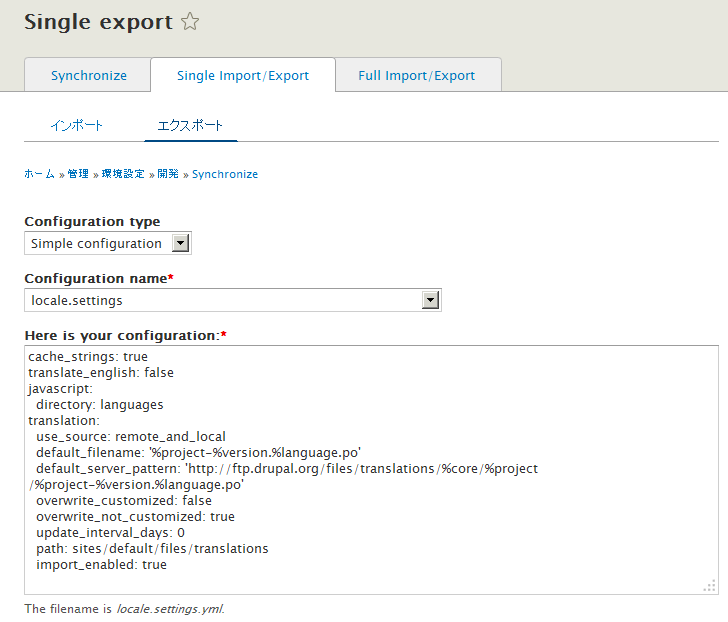 Single export
Synchronize
Single Import/Export
Full Import/Export
インポート
エクスポート
ホーム » 管理 » 環境設定 » 開発 » Synchronize
Configuration type
Simple configuration
Configuration name*
locale.settings
Here is your configuration:*
cache_strings: true
translate_english: false
javascript:
  directory: languages
translation:
  use_source: remote_and_local
  default_filename: '%project-%version.%language.po'
  default_server_pattern: 'http://ftp.drupal.org/files/translations/%core/%project
/%project-%version.%language.po'
  overwrite_customized: false
  overwrite_not_customized: true
  update_interval_days: 0
  path: sites/default/files/translations
  import_enabled: true
The filename is locale.settings.yml.